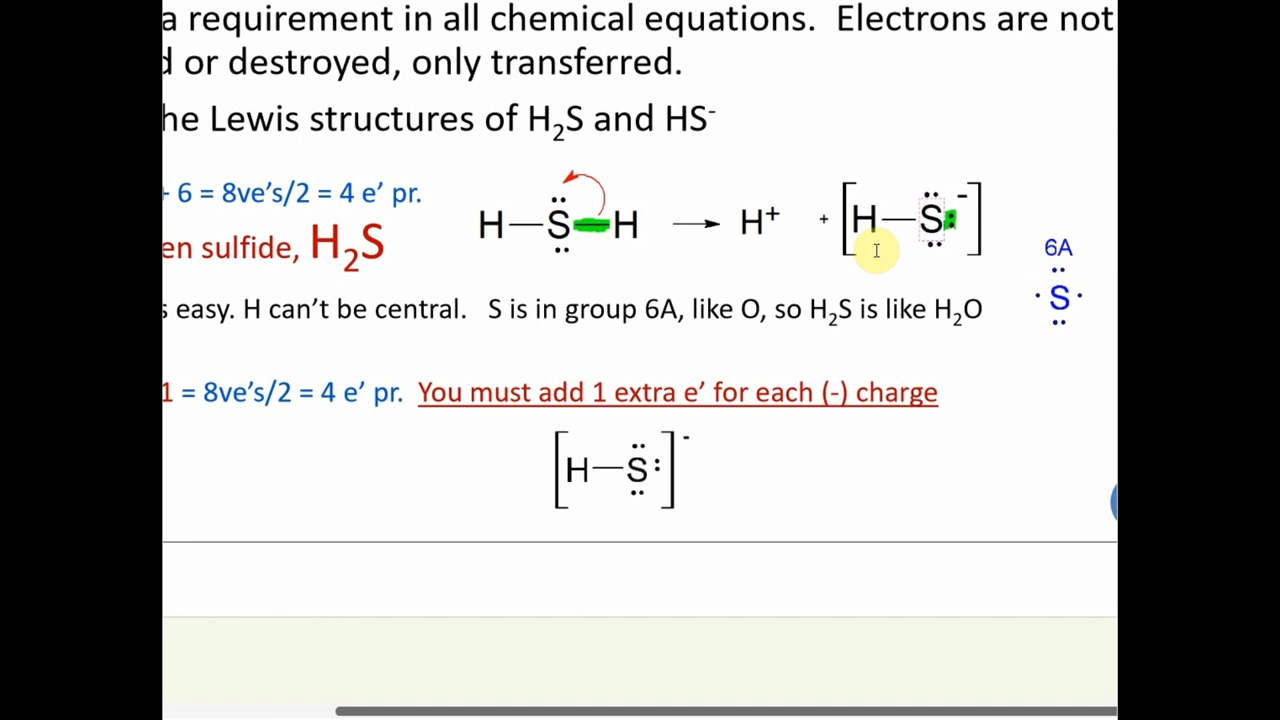 a requirement in all chemical equations. Electrons are not
d or destroyed, only transferred.
he Lewis structures of H₂S and HS⁻
+ 6 = 8ve’s/2 = 4 e’ pr.
H—S—H → H⁺ + [H—S:⁻]
en sulfide, H₂S
6A
S
s easy. H can’t be central. S is in group 6A, like O, so H₂S is like H₂O
1 = 8ve’s/2 = 4 e’ pr. You must add 1 extra e’ for each (-) charge
[H—S:]⁻